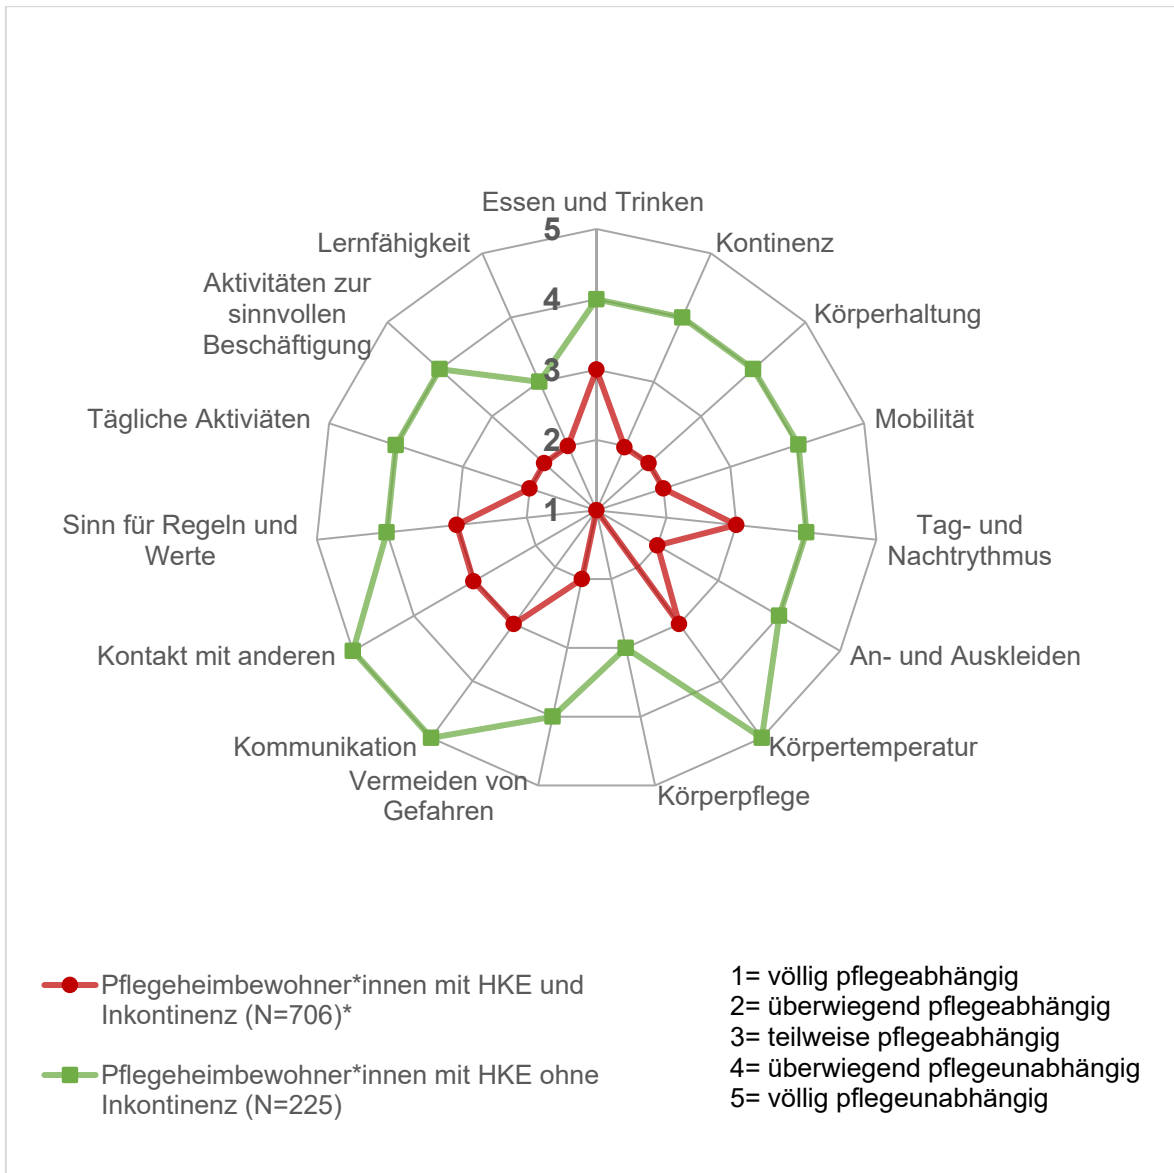 Essen und Trinken
5
Kontinenz
Lernfähigkeit
Aktivitäten zur
sinnvollen
Beschäftigung
4
Körperhaltung
3
Tägliche Aktiviäten
Mobilität
2
1
Sinn für Regeln und
Werte
Tag- und
Nachtrythmus
Kontakt mit anderen
An- und Auskleiden
Kommunikation
Körpertemperatur
Vermeiden von
Gefahren
Körperpflege
Pflegeheimbewohner*innen mit HKE und
Inkontinenz (N=706)*
Pflegeheimbewohner*innen mit HKE ohne
Inkontinenz (N=225)
1= völlig pflegeabhängig
2= überwiegend pflegeabhängig
3= teilweise pflegeabhängig
4= überwiegend pflegeunabhängig
5= völlig pflegeunabhängig